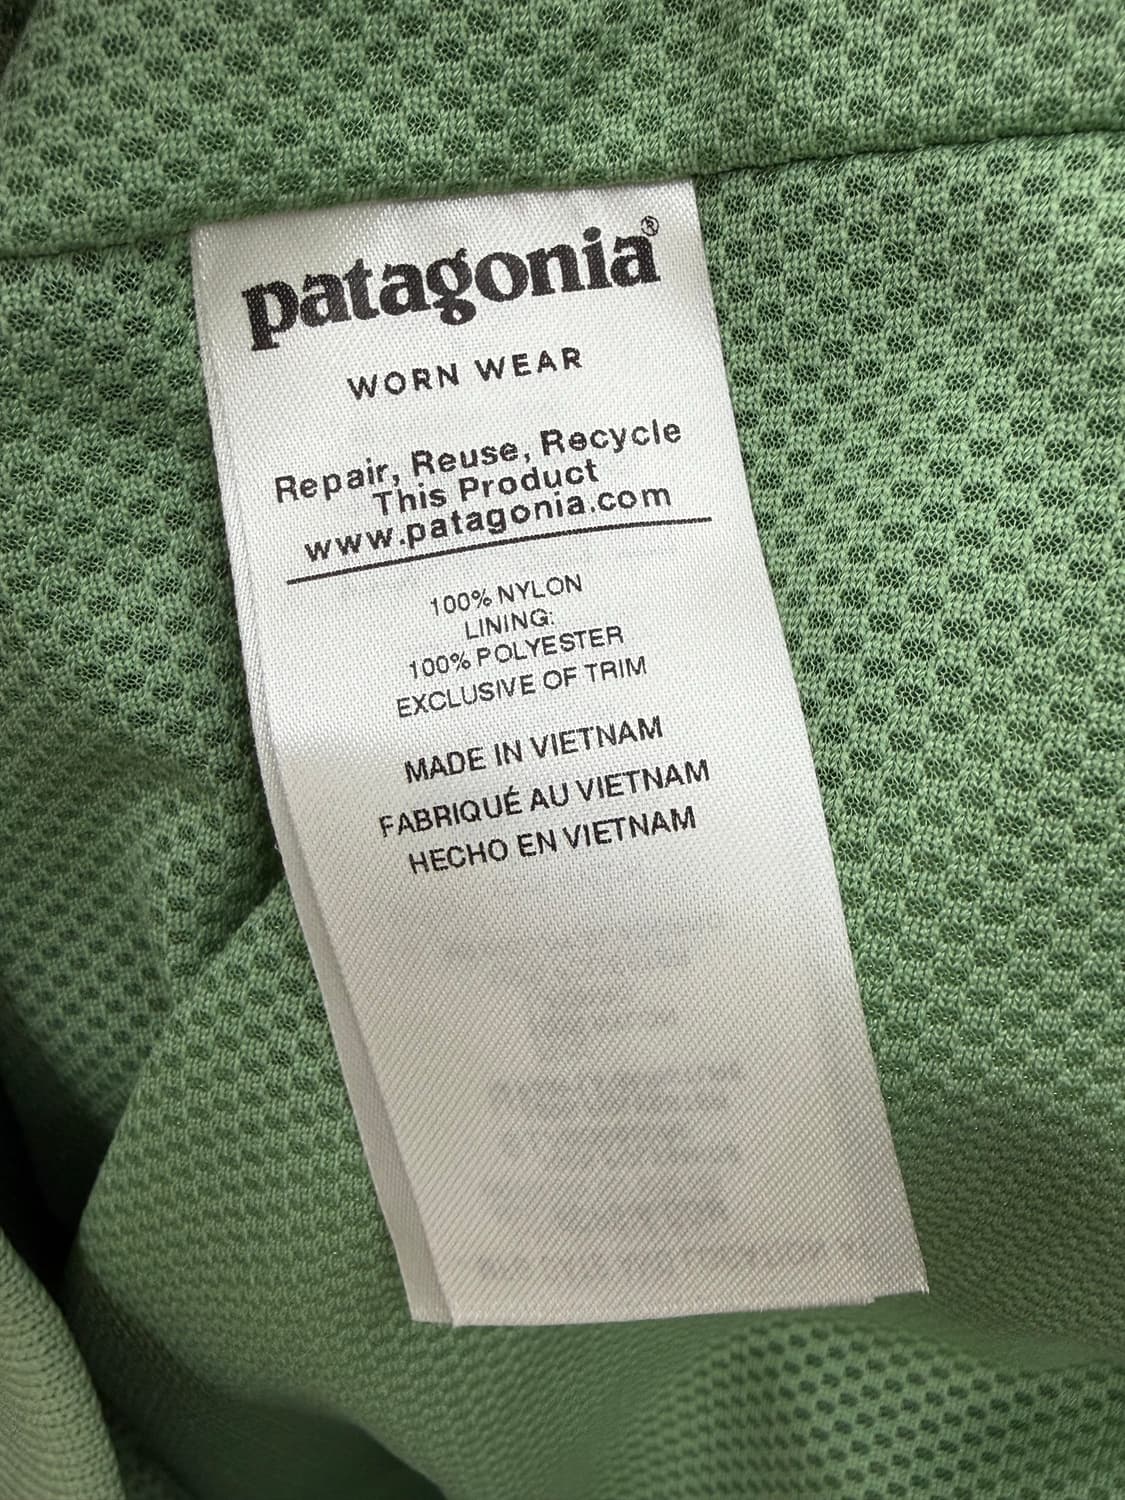 patagonia®
WORN WEAR
Repair, Reuse, Recycle
This Product
www.patagonia.com
100% NYLON
LINING:
100% POLYESTER
EXCLUSIVE OF TRIM
MADE IN VIETNAM
FABRIQUÉ AU VIETNAM
HECHO EN VIETNAM